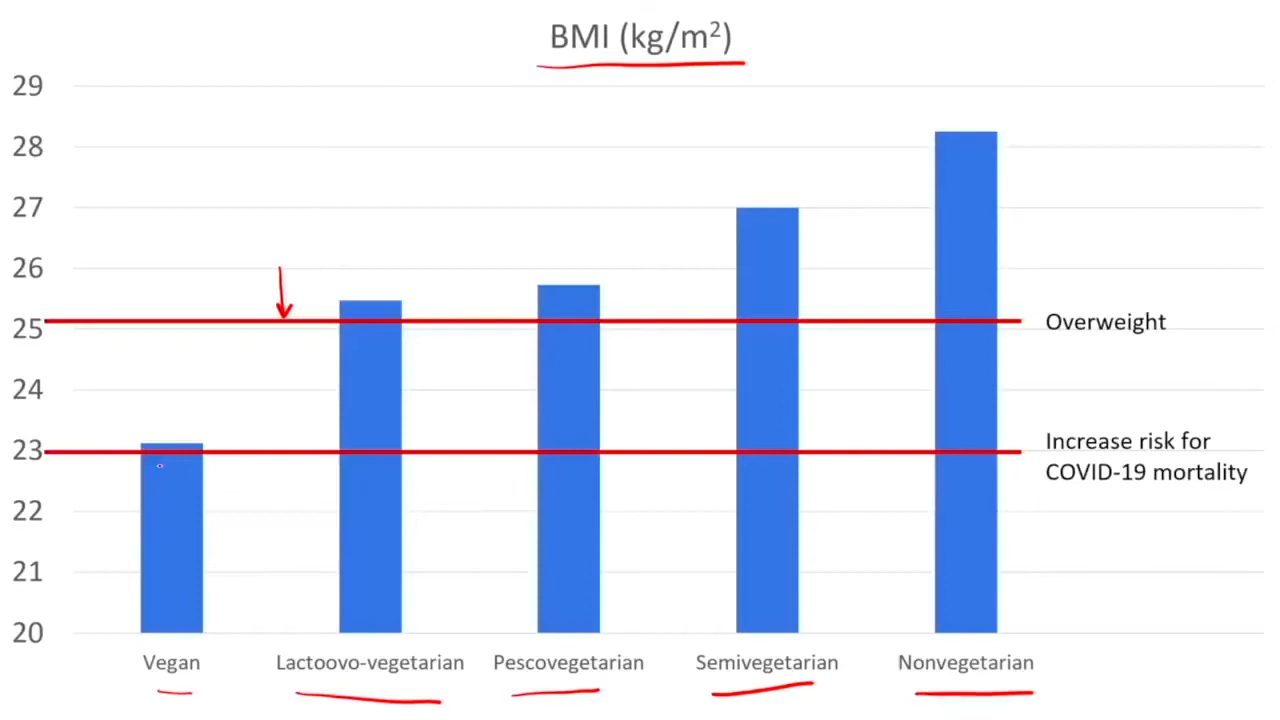 BMI (kg/m²)
29
28
27
26
25
24
23
22
21
20
Overweight
Increase risk for
COVID-19 mortality
Vegan
Lactoovo-vegetarian
Pescovegetarian
Semivegetarian
Nonvegetarian